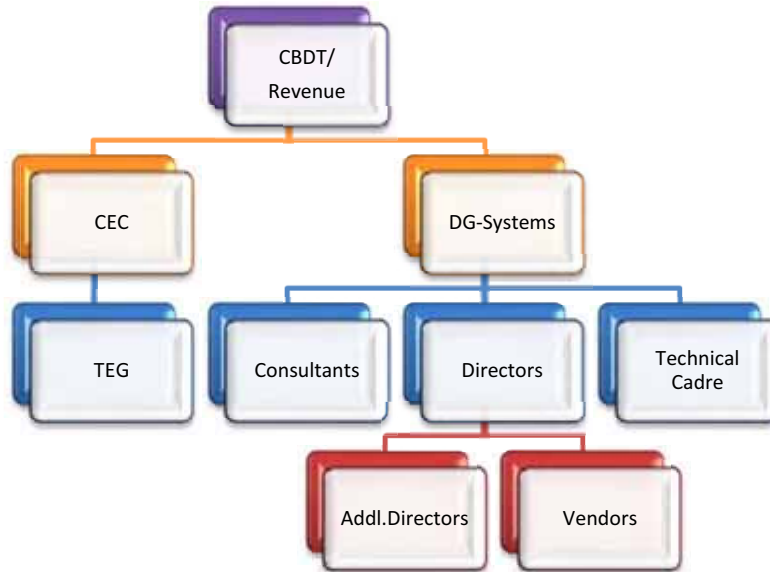 CBDT/
Revenue
CEC
DG-Systems
TEG
Consultants
Directors
Technical
Cadre
Addl.Directors
Vendors